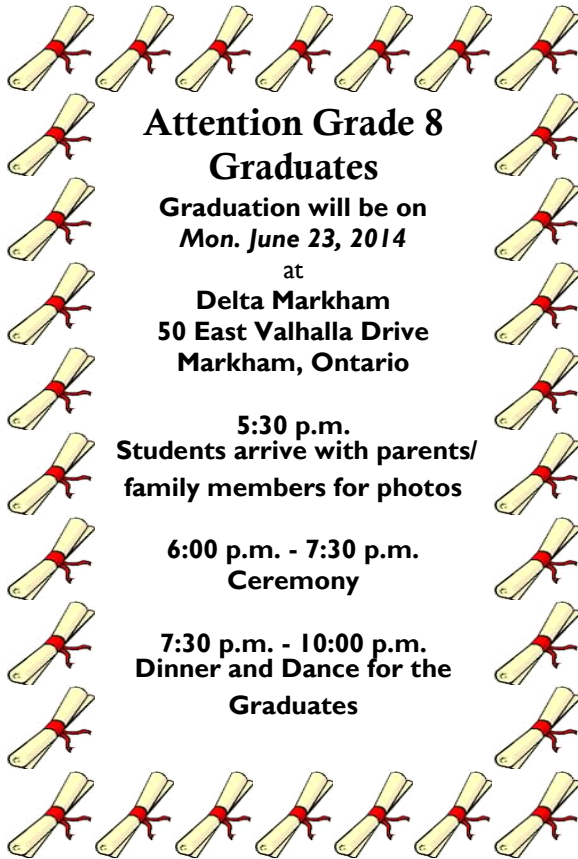 Attention Grade 8
Graduates
Graduation will be on
Mon. June 23, 2014
at
Delta Markham
50 East Valhalla Drive
Markham, Ontario
5:30 p.m.
Students arrive with parents/
family members for photos
6:00 p.m. - 7:30 p.m.
Ceremony
7:30 p.m. - 10:00 p.m.
Dinner and Dance for the
Graduates